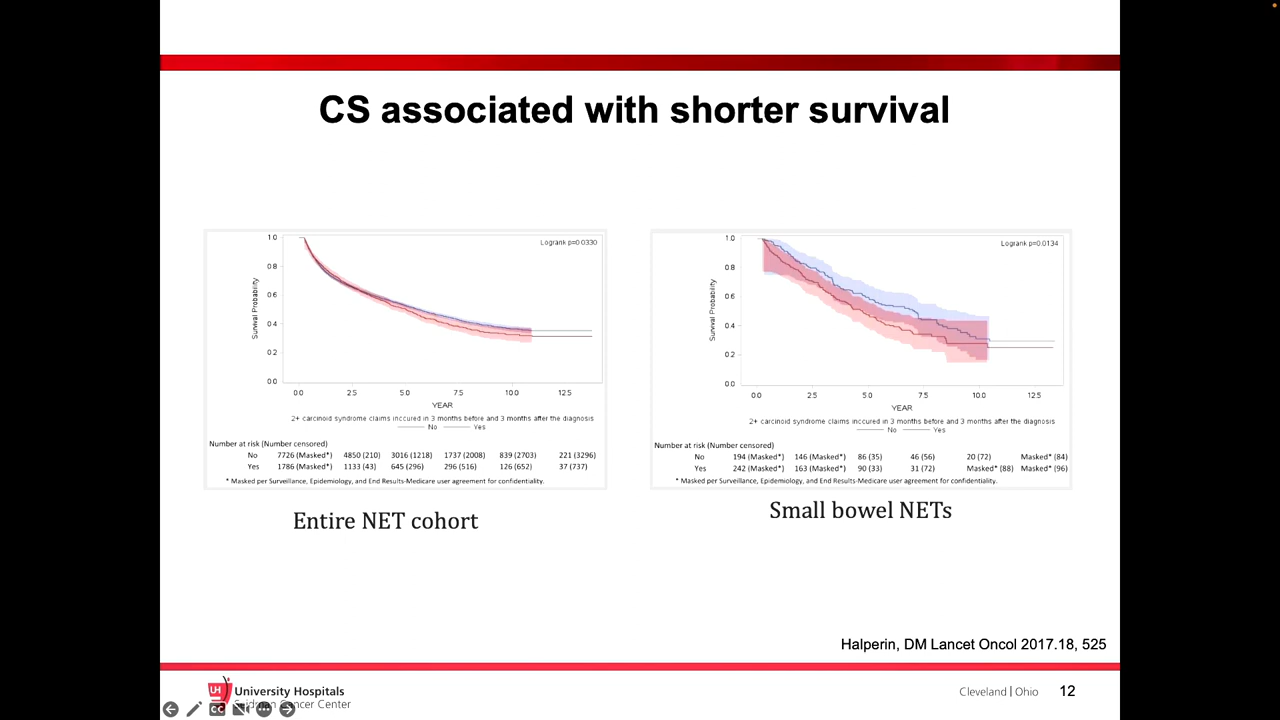 CS associated with shorter survival
1.0
0.8
0.6
0.4
0.2
0.0
Survival Probability
Logrank p=0.0330
0.0 2.5 5.0 7.5 10.0 12.5
YEAR
2+ carcinoid syndrome claims inccured in 3 months before and 3 months after the diagnosis
No Yes
Number at risk (Number censored)
No 7726 (Masked*) 4850 (210) 3016 (1218) 1737 (2008) 839 (2703) 221 (3296)
Yes 1786 (Masked*) 1133 (43) 645 (296) 296 (516) 126 (652) 37 (737)
* Masked per Surveillance, Epidemiology, and End Results-Medicare user agreement for confidentiality.
Entire NET cohort
1.0
0.8
0.6
0.4
0.2
0.0
Survival Probability
Logrank p=0.0134
0.0 2.5 5.0 7.5 10.0 12.5
YEAR
2+ carcinoid syndrome claims inccured in 3 months before and 3 months after the diagnosis
No Yes
Number at risk (Number censored)
No 194 (Masked*) 146 (Masked*) 86 (35) 46 (56) 20 (72) Masked* (84)
Yes 242 (Masked*) 163 (Masked*) 90 (33) 31 (72) Masked* (88) Masked* (96)
* Masked per Surveillance, Epidemiology, and End Results-Medicare user agreement for confidentiality.
Small bowel NETs
Halperin, DM Lancet Oncol 2017.18, 525
UH University Hospitals
Seidman Cancer Center
CC
Cleveland | Ohio 12